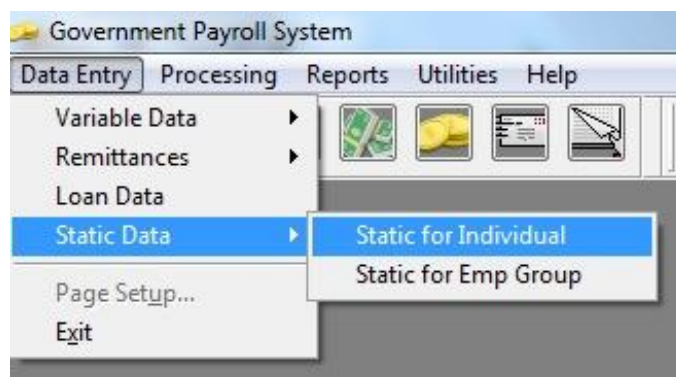 Government Payroll System
Data Entry Processing Reports Utilities Help
Variable Data
Remittances
Loan Data
Static Data
Static for Individual
Static for Emp Group
Page Setup...
Exit